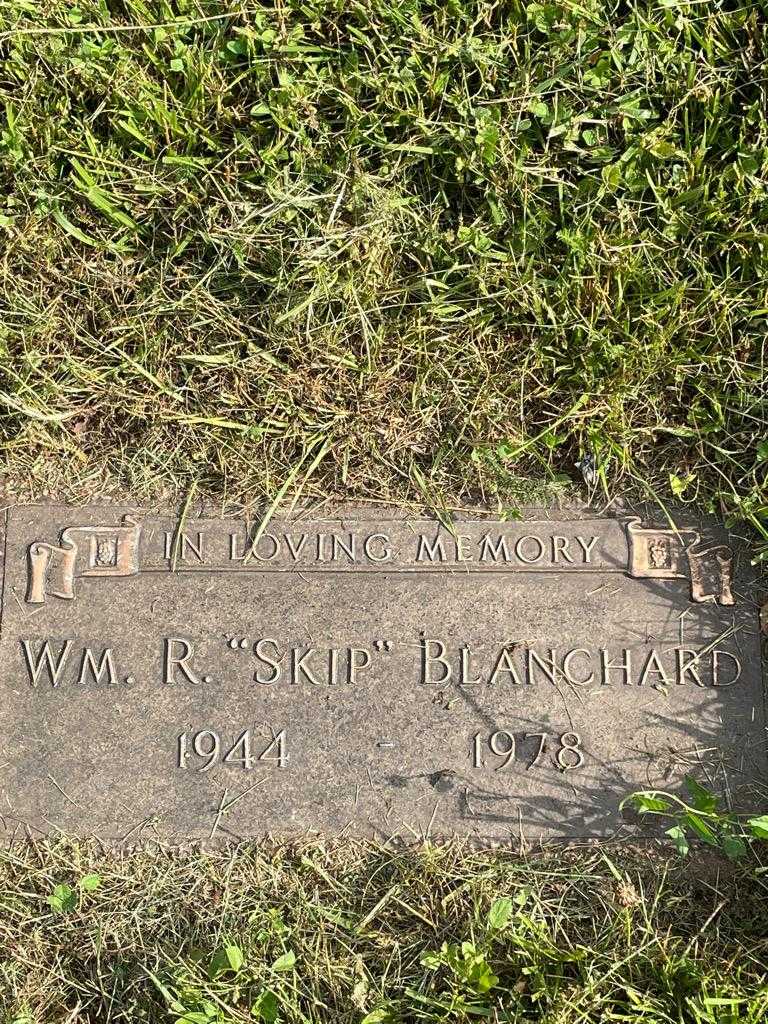 IN LOVING MEMORY
WM. R. "SKIP" BLANCHARD
1944 - 1978